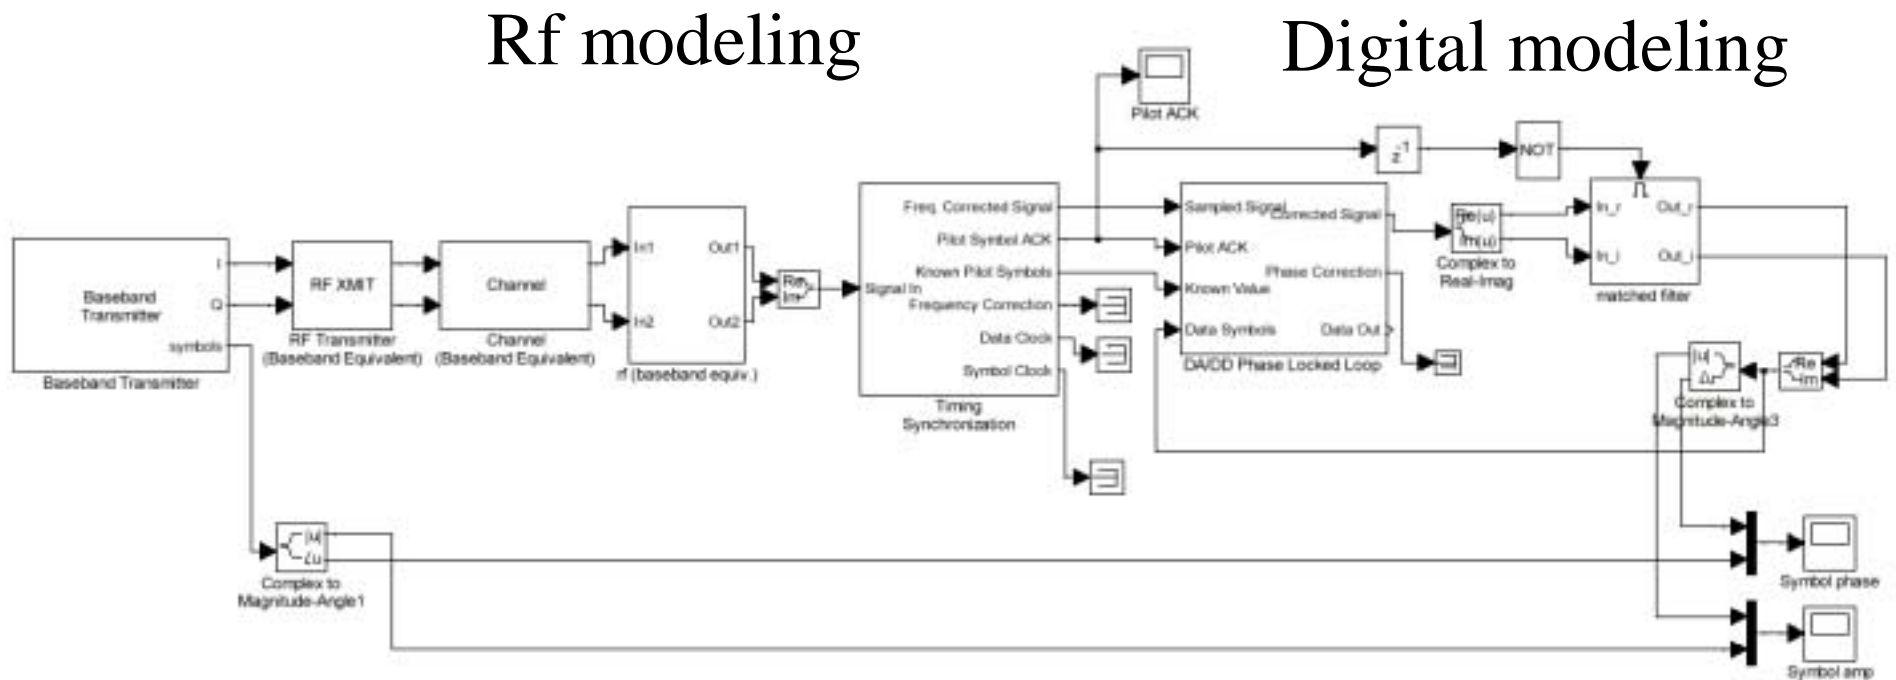 Rf modeling
Digital modeling
Pilot ACK
z-1
NOT
Baseband
Transmitter
I
Q
symbols
Baseband Transmitter
RF XMIT
RF Transmitter
(Baseband Equivalent)
Channel
Channel
(Baseband Equivalent)
In1
In2
Out1
Out2
rf (baseband equiv.)
Re
Im
Signal In
Freq. Corrected Signal
Pilot Symbol ACK
Known Pilot Symbols
Frequency Correction
Data Clock
Symbol Clock
Timing
Synchronization
Sampled Signal
Pilot ACK
Known Value
Data Symbols
Corrected Signal
Phase Correction
Data Out
DA/DD Phase Locked Loop
Re(u)
Im(u)
Complex to
Real-Imag
In_r
In_i
Out_r
Out_i
matched filter
Re
Im
|u|
∠u
Complex to
Magnitude-Angle3
|u|
∠u
Complex to
Magnitude-Angle1
Symbol phase
Symbol amp